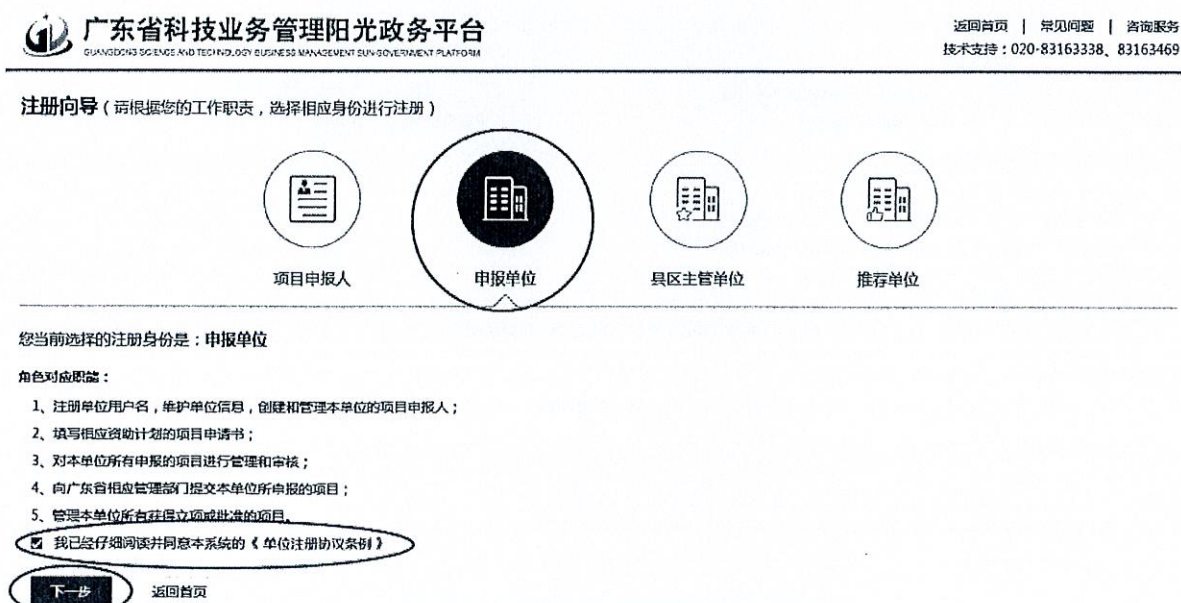 广东省科技业务管理阳光政务平台
GUANGDONG SCIENCE AND TECHNOLOGY BUSINESS MANAGEMENT SUN-GOVERNMENT PLATFORM
返回首页 | 常见问题 | 咨询服务
技术支持：020-83163338、83163469
注册向导（请根据您的工作职责，选择相应身份进行注册）
项目申报人
申报单位
县区主管单位
推荐单位
您当前选择的注册身份是：申报单位
角色对应职能：
1、注册单位用户名，维护单位信息，创建和管理本单位的项目申报人；
2、填写相应资助计划的项目申请书；
3、对本单位所有申报的项目进行管理和审核；
4、向广东省相应管理部门提交本单位所申报的项目；
5、管理本单位所有获得立项或批准的项目。
我已经仔细阅读并同意本系统的《单位注册协议条例》
下一步 返回首页